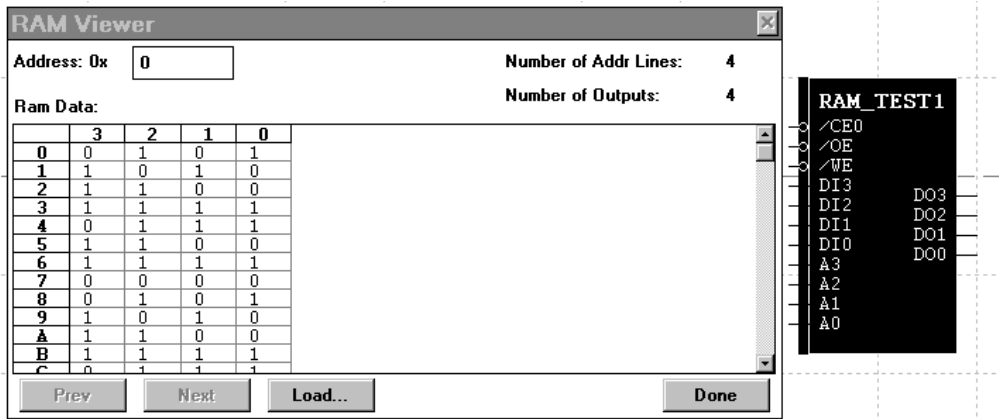 RAM Viewer
Address: 0x 0 Number of Addr Lines: 4
Number of Outputs: 4
Ram Data:
3 2 1 0
0 0 1 0 1
1 1 0 1 0
2 1 1 0 0
3 1 1 1 1
4 0 1 1 1
5 1 1 0 0
6 1 1 1 1
7 0 0 0 0
8 0 1 0 1
9 1 0 1 0
A 1 1 0 0
B 1 1 1 1
C 0 1 1 1
Prev Next Load... Done
RAM_TEST1
/CE0
/OE
/WE
DI3
DO3
DI2
DO2
DI1
DO1
DI0
DO0
A3
A2
A1
A0